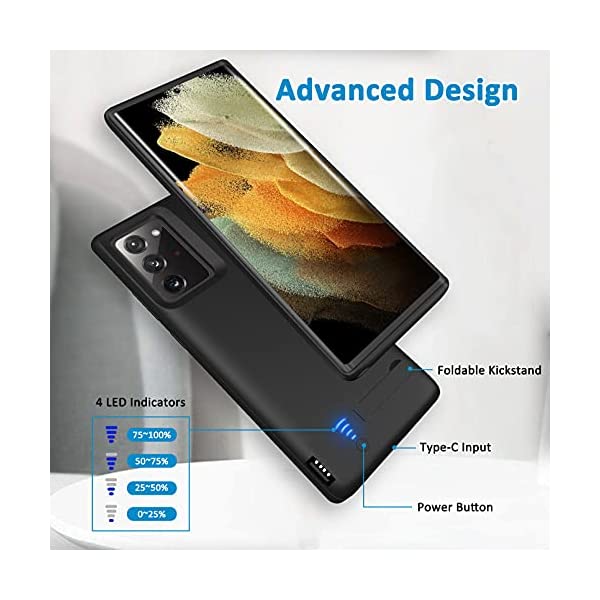 Advanced Design
Foldable Kickstand
4 LED Indicators
75~100%
Type-C Input
50~75%
25~50%
Power Button
0~25%